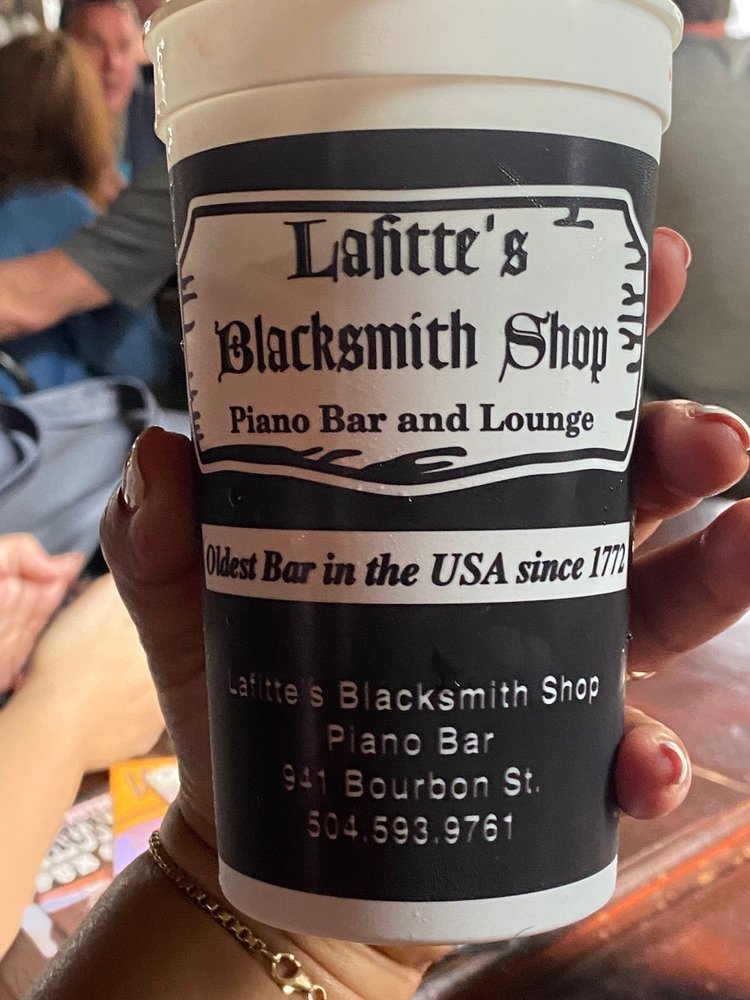 Lafitte's
Blacksmith Shop
Piano Bar and Lounge
Oldest Bar in the USA since 1772
Lafitte's Blacksmith Shop
Piano Bar
941 Bourbon St.
504.593.9761